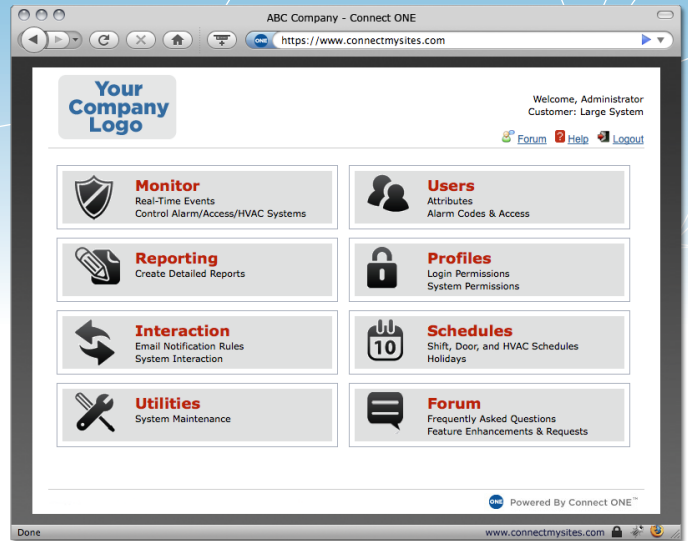 ABC Company - Connect ONE
ONE https://www.connectmysites.com
Your
Company
Logo
Welcome, Administrator
Customer: Large System
Forum ? Help Logout
Monitor
Real-Time Events
Control Alarm/Access/HVAC Systems
Users
Attributes
Alarm Codes & Access
Reporting
Create Detailed Reports
Profiles
Login Permissions
System Permissions
Interaction
Email Notification Rules
System Interaction
10
Schedules
Shift, Door, and HVAC Schedules
Holidays
Utilities
System Maintenance
Forum
Frequently Asked Questions
Feature Enhancements & Requests
ONE Powered By Connect ONE™
Done
www.connectmysites.com